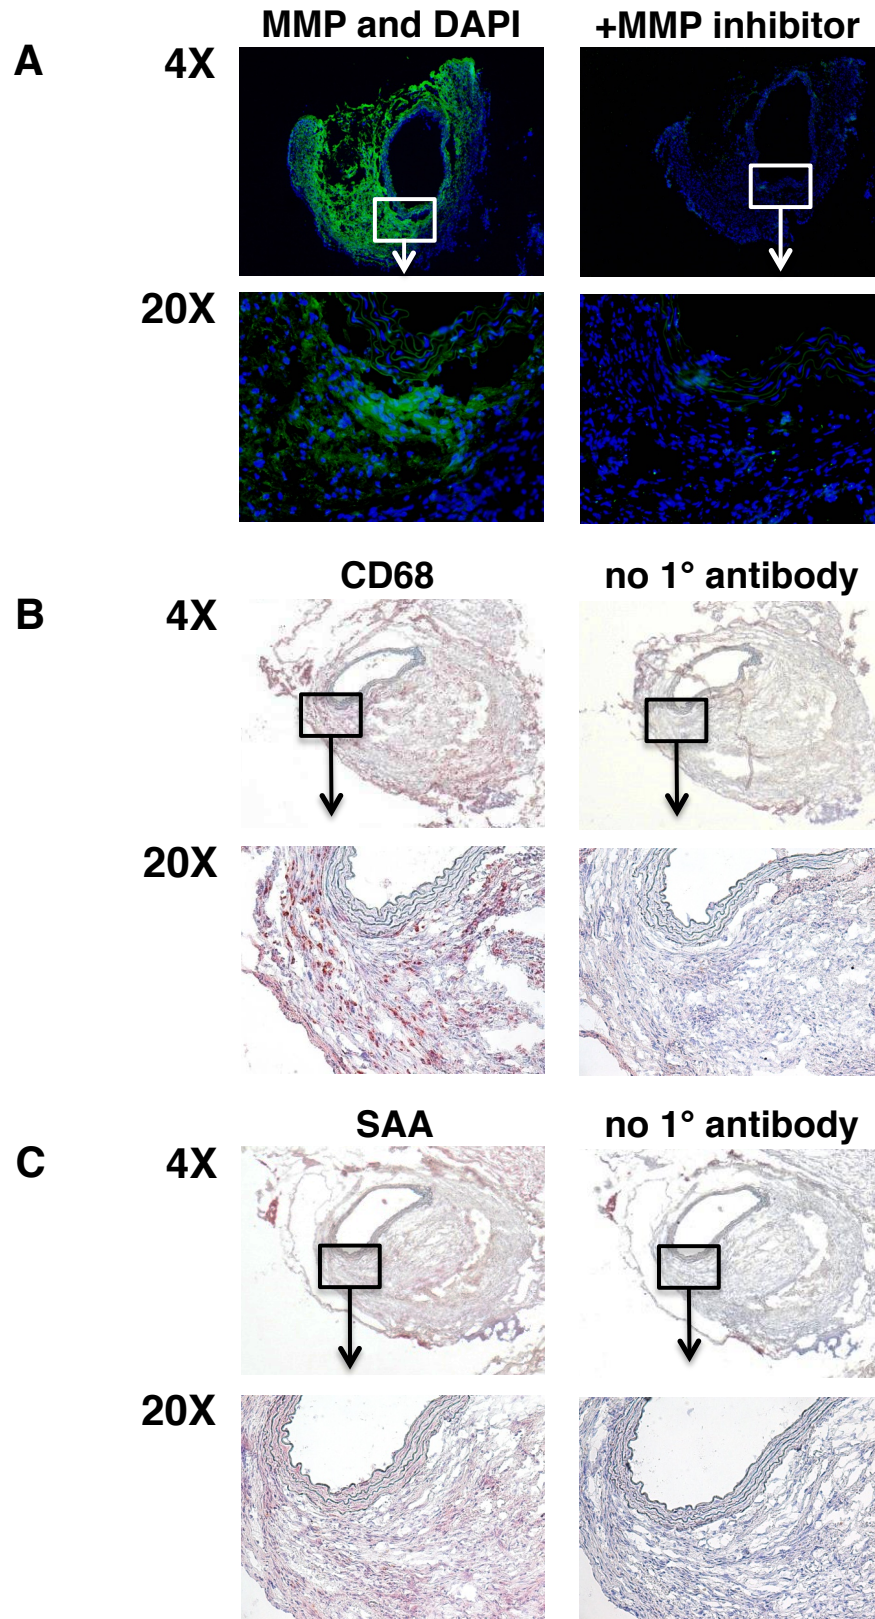 MMP and DAPI +MMP inhibitor
A 4X
20X
CD68 no 1° antibody
B 4X
20X
SAA no 1° antibody
C 4X
20X